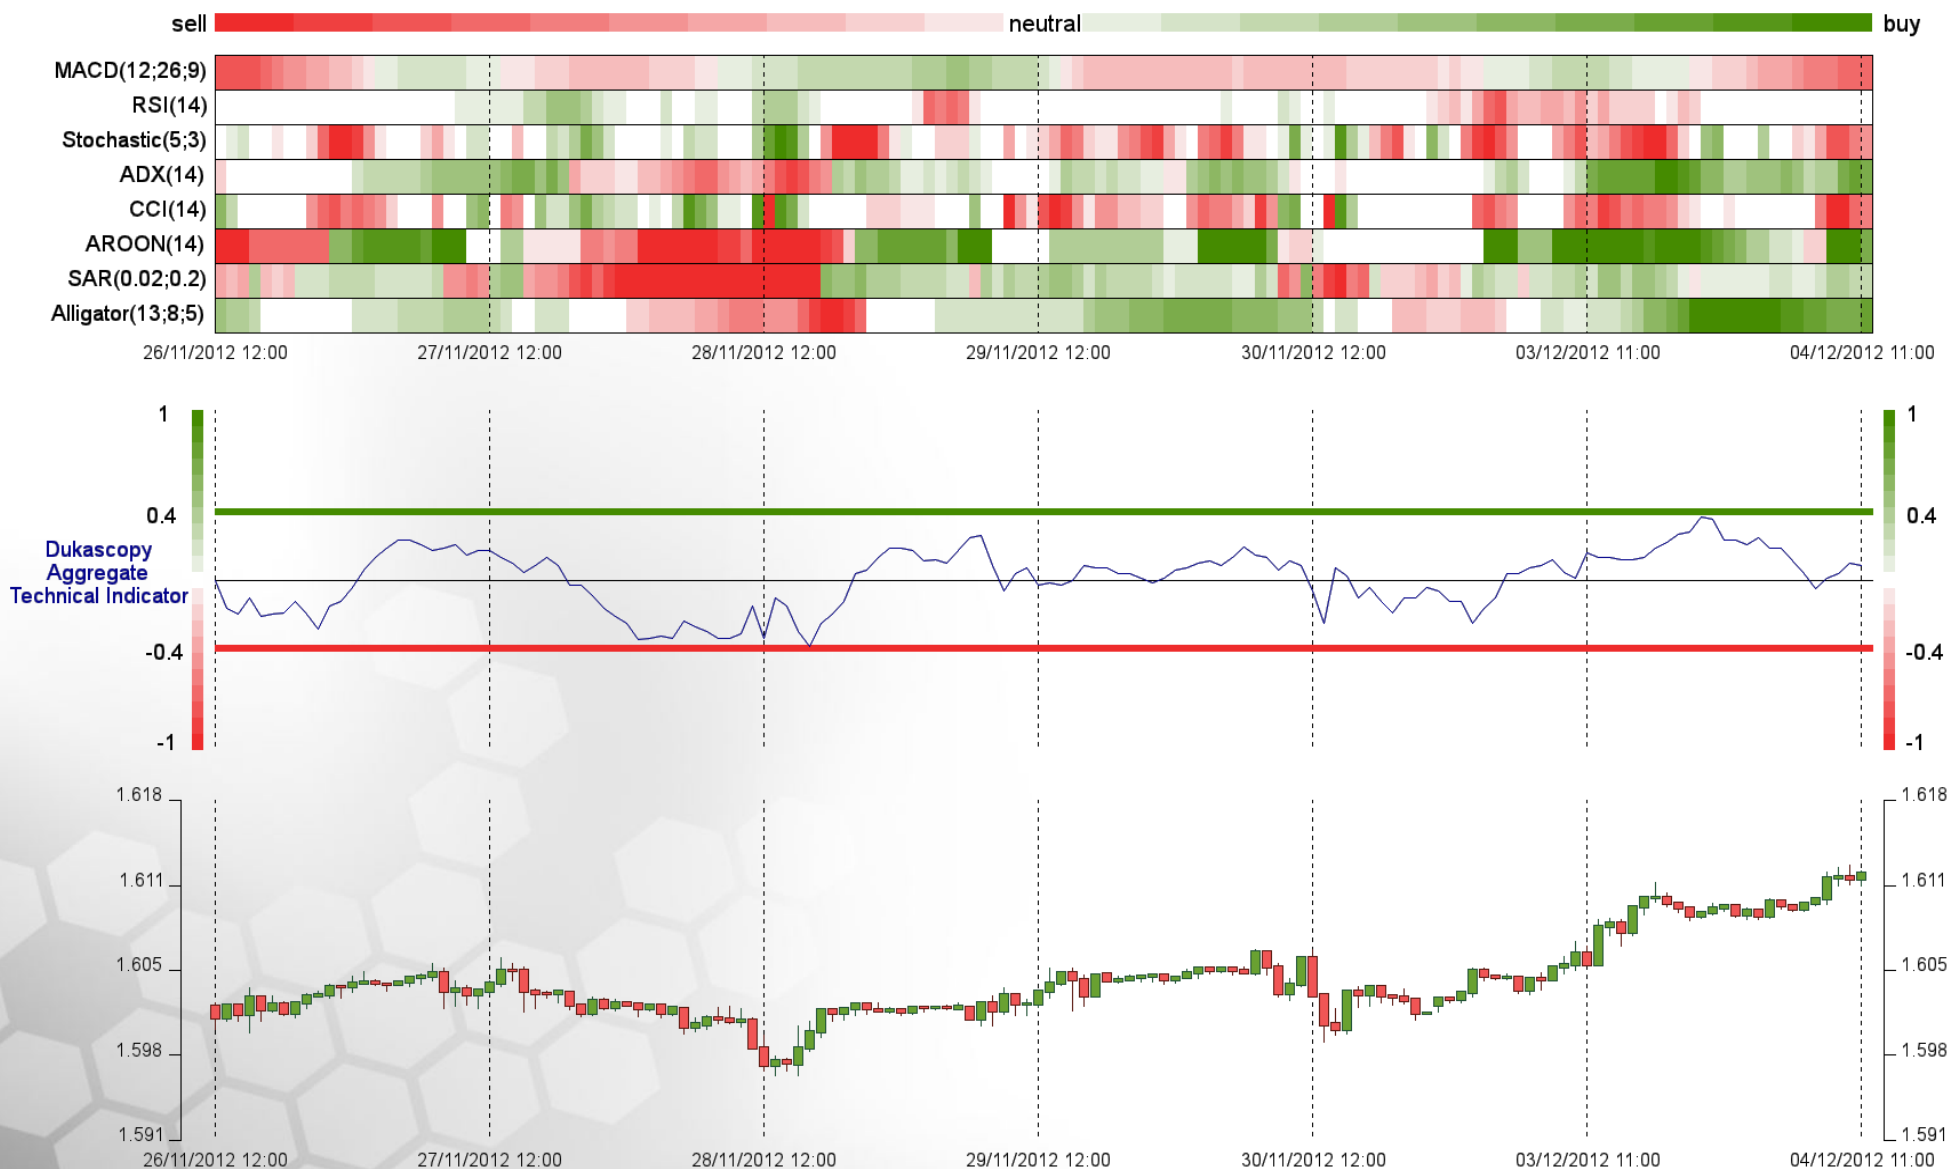 sell neutral buy
MACD(12;26;9)
RSI(14)
Stochastic(5;3)
ADX(14)
CCI(14)
AROON(14)
SAR(0.02;0.2)
Alligator(13;8;5)
26/11/2012 12:00 27/11/2012 12:00 28/11/2012 12:00 29/11/2012 12:00 30/11/2012 12:00 03/12/2012 11:00 04/12/2012 11:00
1 1
0.4 0.4
Dukascopy
Aggregate
Technical Indicator
-0.4 -0.4
-1 -1
1.618 1.618
1.611 1.611
1.605 1.605
1.598 1.598
1.591 1.591
26/11/2012 12:00 27/11/2012 12:00 28/11/2012 12:00 29/11/2012 12:00 30/11/2012 12:00 03/12/2012 11:00 04/12/2012 11:00